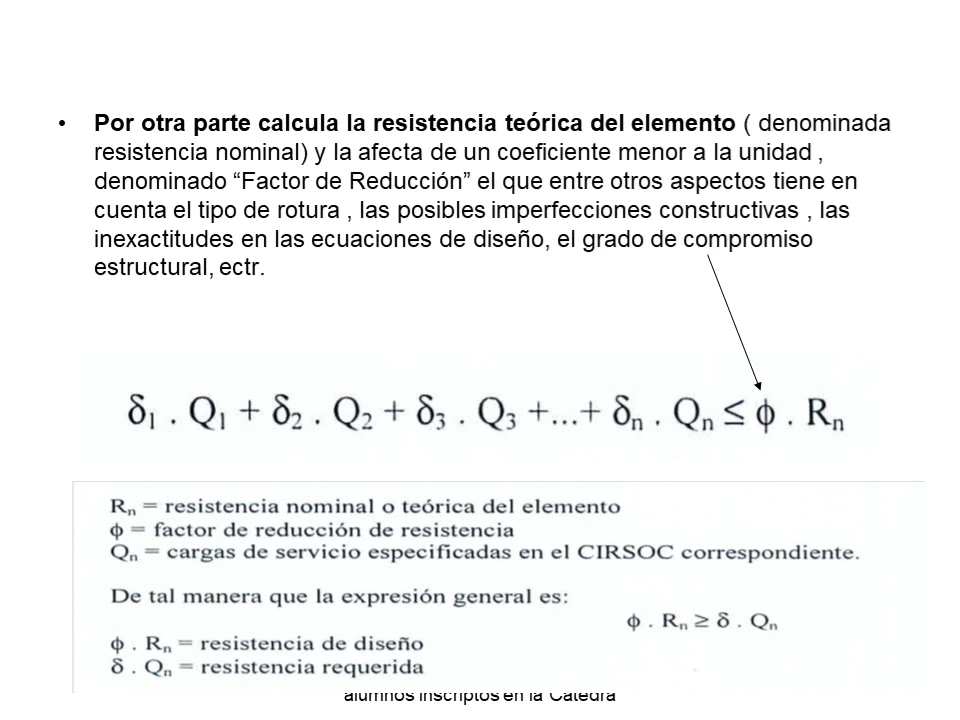 • Por otra parte calcula la resistencia teórica del elemento ( denominada
resistencia nominal) y la afecta de un coeficiente menor a la unidad ,
denominado “Factor de Reducción” el que entre otros aspectos tiene en
cuenta el tipo de rotura , las posibles imperfecciones constructivas , las
inexactitudes en las ecuaciones de diseño, el grado de compromiso
estructural, ectr.
δ₁ . Q₁ + δ₂ . Q₂ + δ₃ . Q₃ +...+ δₙ . Qₙ ≤ ϕ . Rₙ
Rₙ = resistencia nominal o teórica del elemento
ϕ = factor de reducción de resistencia
Qₙ = cargas de servicio especificadas en el CIRSOC correspondiente.
De tal manera que la expresión general es:
ϕ . Rₙ ≥ δ . Qₙ
ϕ . Rₙ = resistencia de diseño
δ . Qₙ = resistencia requerida
alumnos inscriptos en la Catedra